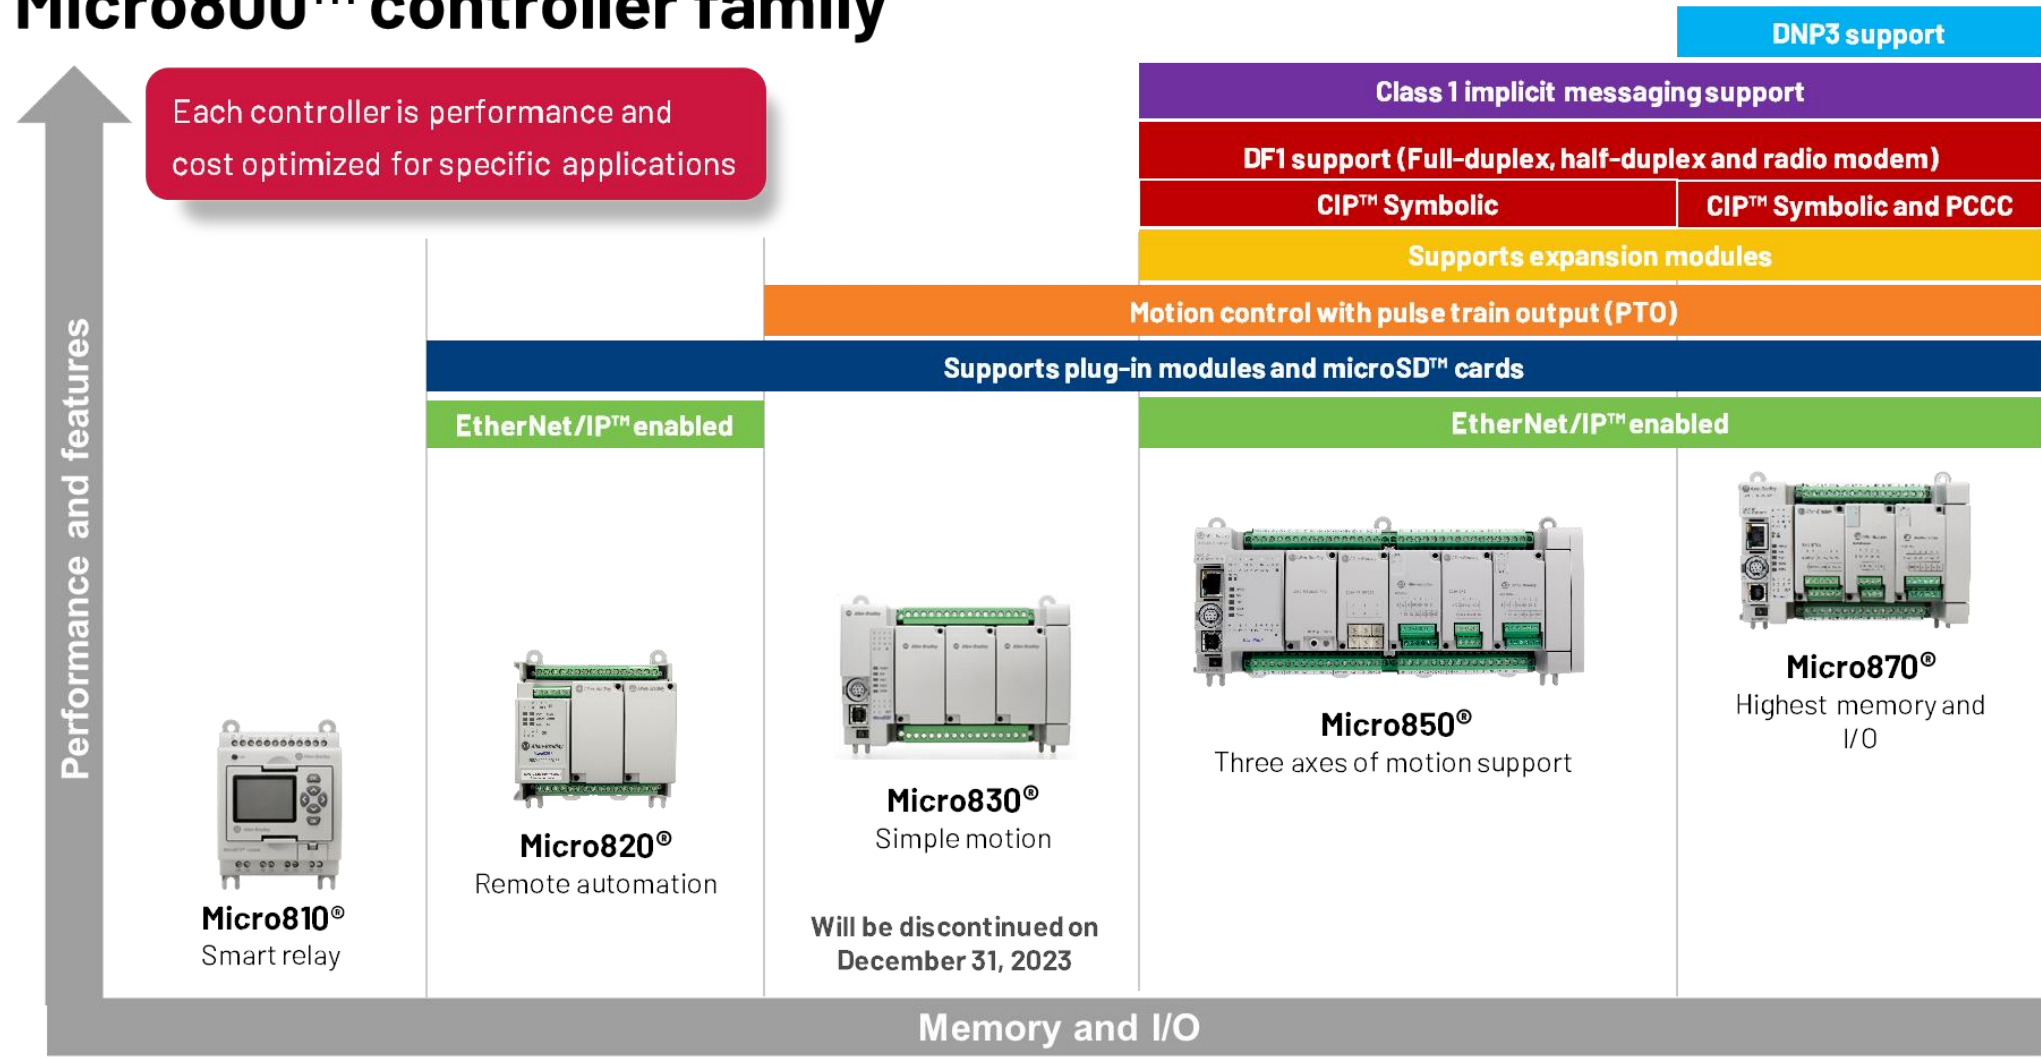 Micro800™ controller family
DNP3 support
Each controller is performance and
cost optimized for specific applications
Class 1 implicit messaging support
DF1 support (Full-duplex, half-duplex and radio modem)
CIP™ Symbolic
CIP™ Symbolic and PCCC
Supports expansion modules
Motion control with pulse train output (PTO)
Supports plug-in modules and microSD™ cards
EtherNet/IP™ enabled
EtherNet/IP™ enabled
Performance and features
Micro810®
Smart relay
Micro820®
Remote automation
Micro830®
Simple motion
Will be discontinued on
December 31, 2023
Micro850®
Three axes of motion support
Micro870®
Highest memory and
I/O
Memory and I/O